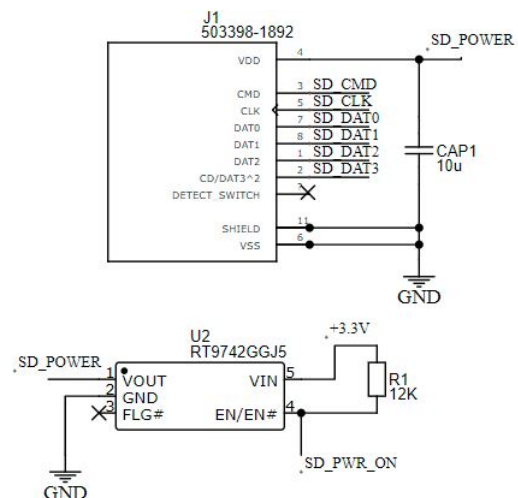 J1
503398-1892
SD_POWER
VDD 4
CMD 3 SD_CMD
CLK 5 SD_CLK
DAT0 7 SD_DAT0
DAT1 8 SD_DAT1
DAT2 1 SD_DAT2
CD/DAT3^2 2 SD_DAT3
DETECT SWITCH
CAP1
10u
SHIELD 11
VSS 6
GND
U2
RT9742GGJ5
+3.3V
SD_POWER
1 VOUT VIN 5
2 GND
3 FLG# EN/EN# 4
R1
12K
SD_PWR_ON
GND